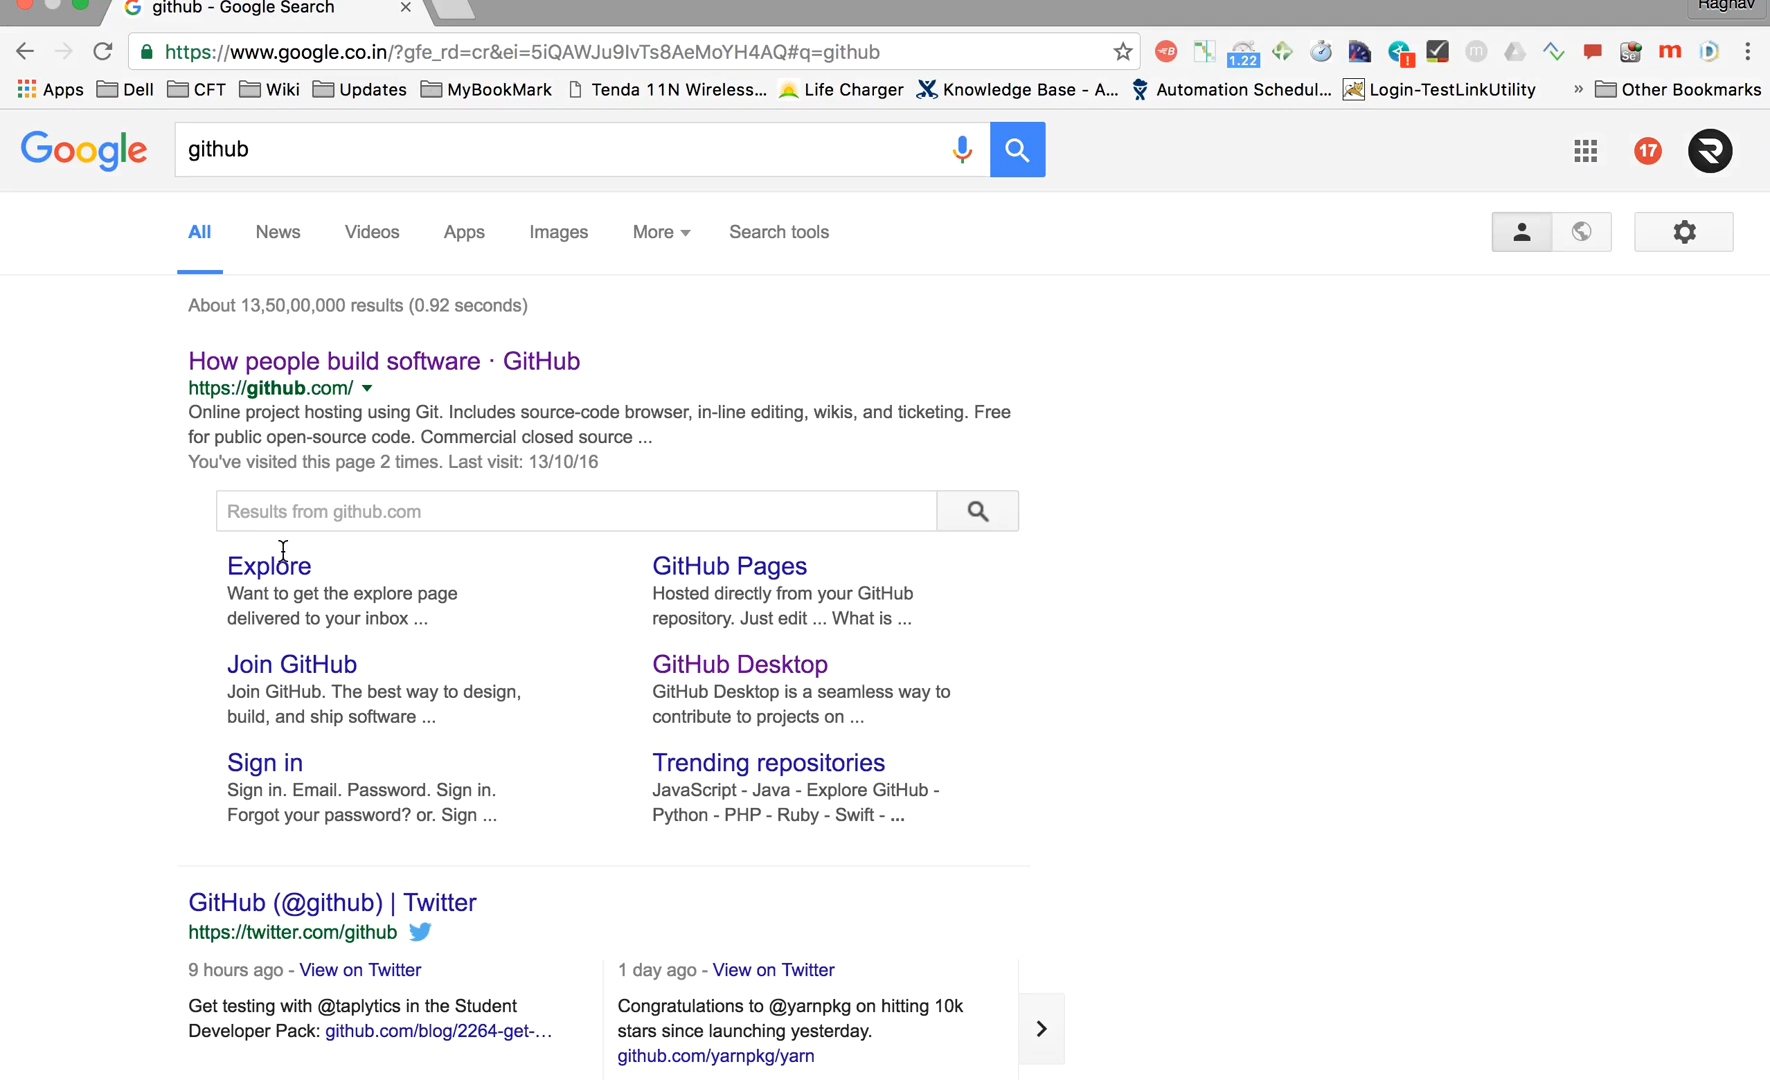 github - Google Search
Raghav
https://www.google.co.in/?gfe_rd=cr&ei=5iQAWJu9IvTs8AeMoYH4AQ#q=github
1.22
Apps Dell CFT Wiki Updates MyBookMark Tenda 11N Wireless... Life Charger Knowledge Base - A... Automation Schedul... Login-TestLinkUtility » Other Bookmarks
Google
github
17
All News Videos Apps Images More Search tools
About 13,50,00,000 results (0.92 seconds)
How people build software · GitHub
https://github.com/
Online project hosting using Git. Includes source-code browser, in-line editing, wikis, and ticketing. Free
for public open-source code. Commercial closed source ...
You've visited this page 2 times. Last visit: 13/10/16
Results from github.com
Explore
Want to get the explore page
delivered to your inbox ...
GitHub Pages
Hosted directly from your GitHub
repository. Just edit ... What is ...
Join GitHub
Join GitHub. The best way to design,
build, and ship software ...
GitHub Desktop
GitHub Desktop is a seamless way to
contribute to projects on ...
Sign in
Sign in. Email. Password. Sign in.
Forgot your password? or. Sign ...
Trending repositories
JavaScript - Java - Explore GitHub -
Python - PHP - Ruby - Swift - ...
GitHub (@github) | Twitter
https://twitter.com/github
9 hours ago - View on Twitter
Get testing with @taplytics in the Student
Developer Pack: github.com/blog/2264-get-...
1 day ago - View on Twitter
Congratulations to @yarnpkg on hitting 10k
stars since launching yesterday.
github.com/yarnpkg/yarn